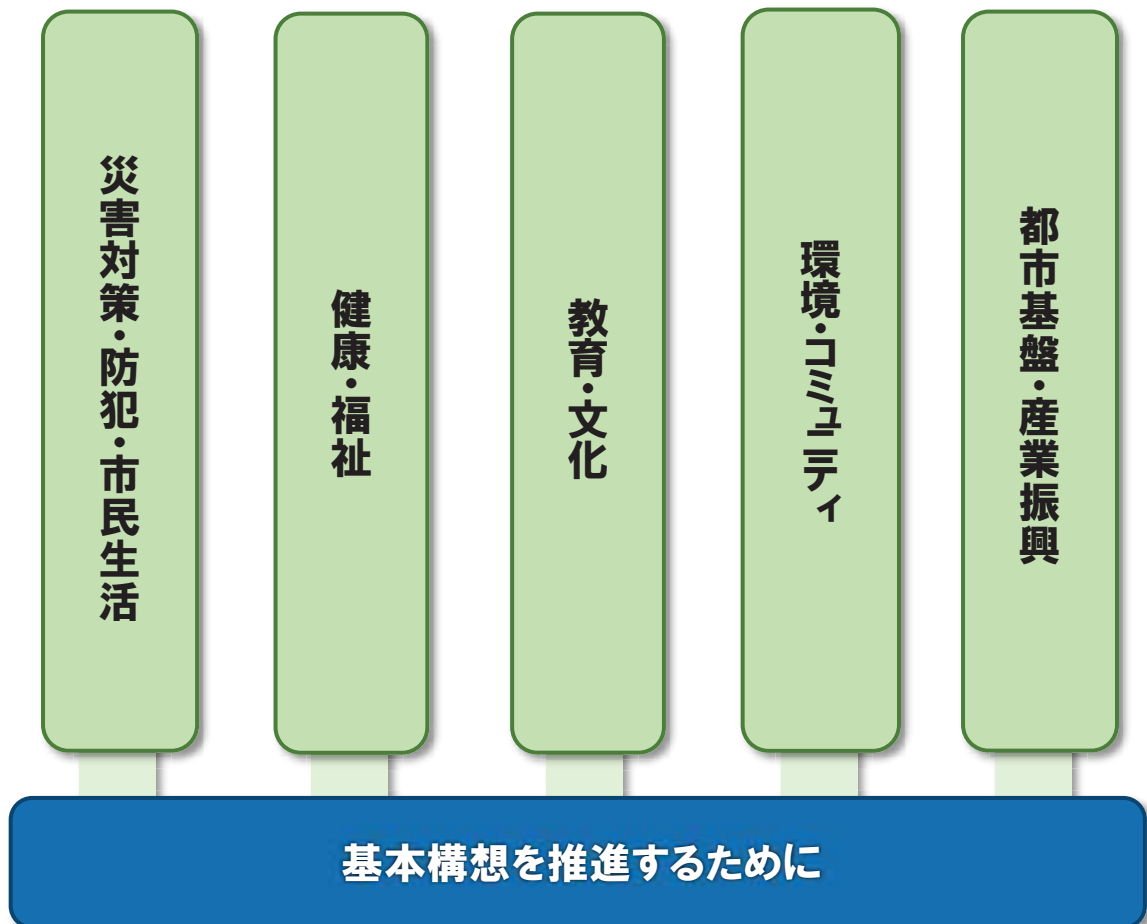 災害対策・防犯・市民生活
健康・福祉
教育・文化
環境・コミュニティ
都市基盤・産業振興
基本構想を推進するために